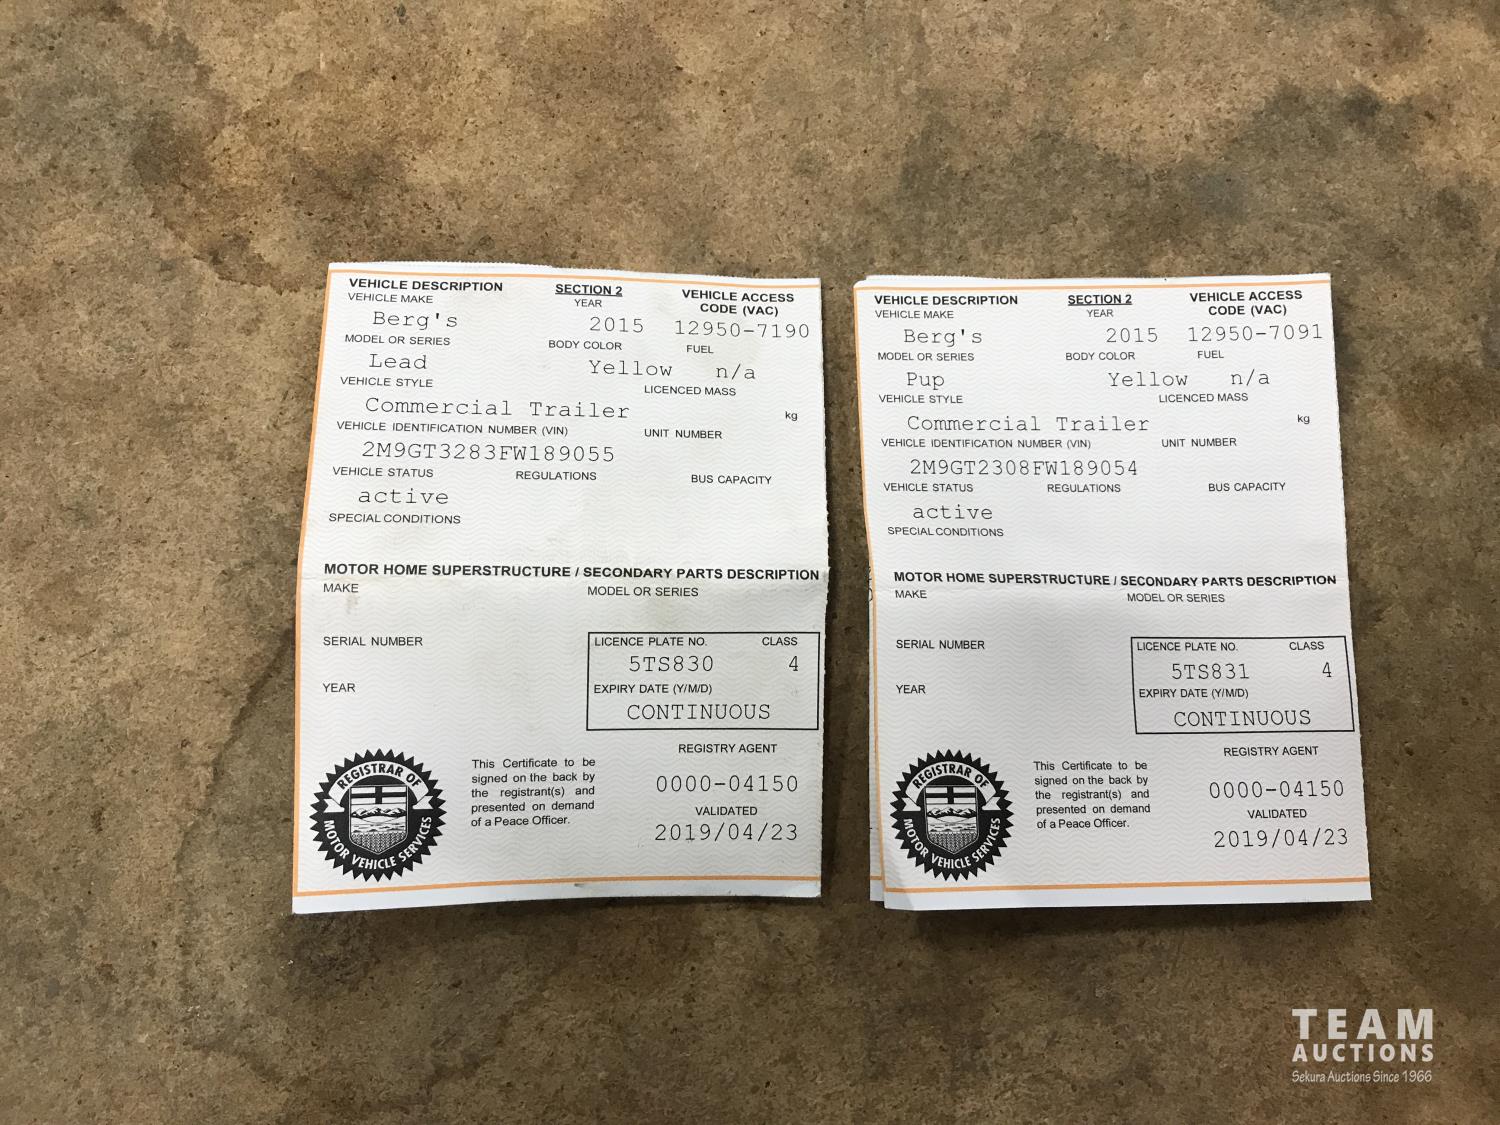 VEHICLE DESCRIPTION SECTION 2 VEHICLE ACCESS
VEHICLE MAKE YEAR CODE (VAC)
Berg's 2015 12950-7190
MODEL OR SERIES BODY COLOR FUEL
Lead Yellow n/a
VEHICLE STYLE LICENCED MASS
Commercial Trailer kg
VEHICLE IDENTIFICATION NUMBER (VIN) UNIT NUMBER
2M9GT3283FW189055
VEHICLE STATUS REGULATIONS BUS CAPACITY
active
SPECIAL CONDITIONS
MOTOR HOME SUPERSTRUCTURE / SECONDARY PARTS DESCRIPTION
MAKE MODEL OR SERIES
SERIAL NUMBER LICENCE PLATE NO. CLASS
5TS830 4
YEAR EXPIRY DATE (Y/M/D)
CONTINUOUS
REGISTRY AGENT
0000-04150
VALIDATED
2019/04/23
This Certificate to be
signed on the back by
the registrant(s) and
presented on demand
of a Peace Officer.
REGISTRAR OF
MOTOR VEHICLE SERVICES
VEHICLE DESCRIPTION SECTION 2 VEHICLE ACCESS
VEHICLE MAKE YEAR CODE (VAC)
Berg's 2015 12950-7091
MODEL OR SERIES BODY COLOR FUEL
Pup Yellow n/a
VEHICLE STYLE LICENCED MASS
Commercial Trailer kg
VEHICLE IDENTIFICATION NUMBER (VIN) UNIT NUMBER
2M9GT2308FW189054
VEHICLE STATUS REGULATIONS BUS CAPACITY
active
SPECIAL CONDITIONS
MOTOR HOME SUPERSTRUCTURE / SECONDARY PARTS DESCRIPTION
MAKE MODEL OR SERIES
SERIAL NUMBER LICENCE PLATE NO. CLASS
5TS831 4
YEAR EXPIRY DATE (Y/M/D)
CONTINUOUS
REGISTRY AGENT
0000-04150
VALIDATED
2019/04/23
This Certificate to be
signed on the back by
the registrant(s) and
presented on demand
of a Peace Officer.
REGISTRAR OF
MOTOR VEHICLE SERVICES
TEAM
AUCTIONS
Sekura Auctions Since 1966